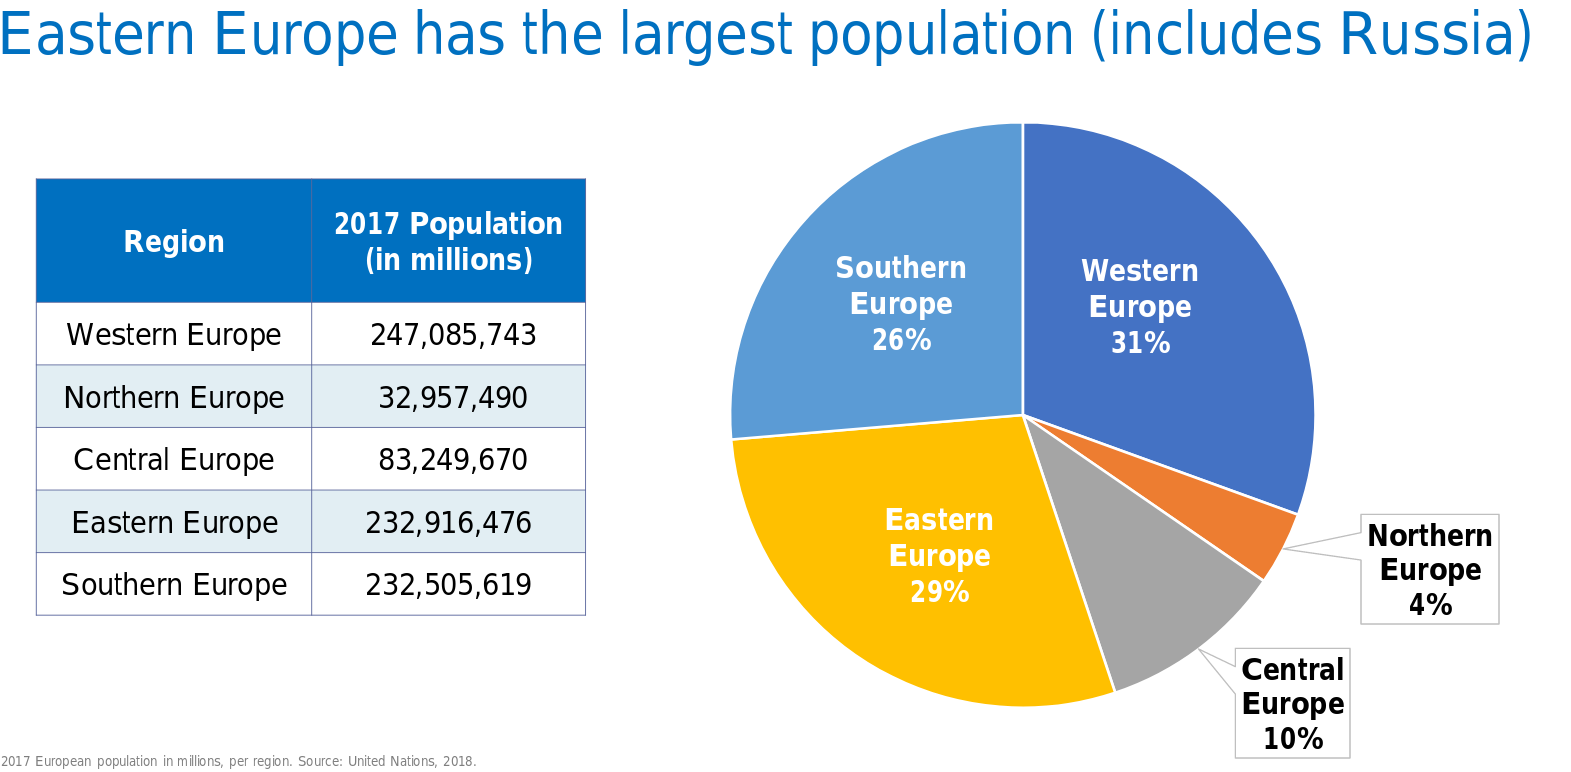 Eastern Europe has the largest population (includes Russia)
Region
2017 Population
(in millions)
Western Europe 247,085,743
Northern Europe 32,957,490
Central Europe 83,249,670
Eastern Europe 232,916,476
Southern Europe 232,505,619
Southern
Europe
26%
Western
Europe
31%
Eastern
Europe
29%
Northern
Europe
4%
Central
Europe
10%
2017 European population in millions, per region. Source: United Nations, 2018.